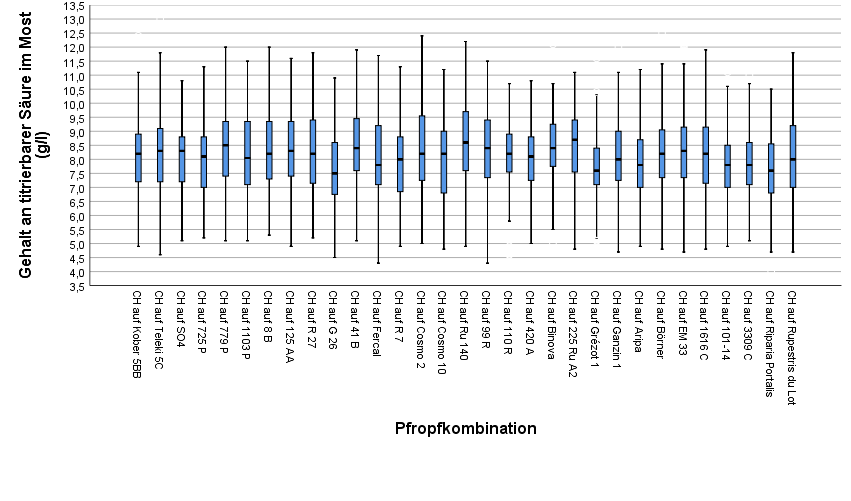 Gehalt an titrierbarer Säure im Most
(g/l)
13,5
13,0
12,5
12,0
11,5
11,0
10,5
10,0
9,5
9,0
8,5
8,0
7,5
7,0
6,5
6,0
5,5
5,0
4,5
4,0
3,5
CH auf Kober 5BB
CH auf Teleki 5C
CH auf SO4
CH auf 725 P
CH auf 779 P
CH auf 1103 P
CH auf 8 B
CH auf 125 AA
CH auf R 27
CH auf G 26
CH auf 41 B
CH auf Fercal
CH auf R 7
CH auf Cosmo 2
CH auf Cosmo 10
CH auf Ru 140
CH auf 99 R
CH auf 110 R
CH auf 420 A
CH auf Binova
CH auf 225 Ru A2
CH auf Grézot 1
CH auf Ganzin 1
CH auf Aripa
CH auf Börner
CH auf EM 33
CH auf 1616 C
CH auf 101-14
CH auf 3309 C
CH auf Riparia Portalis
CH auf Rupestris du Lot
Pfropfkombination